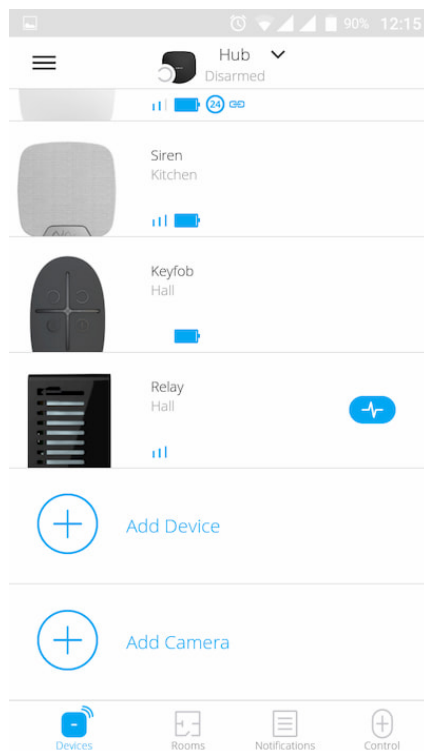 90% 12:15
Hub
Disarmed
24
Siren
Kitchen
Keyfob
Hall
Relay
Hall
Add Device
Add Camera
Devices
Rooms
Notifications
Control